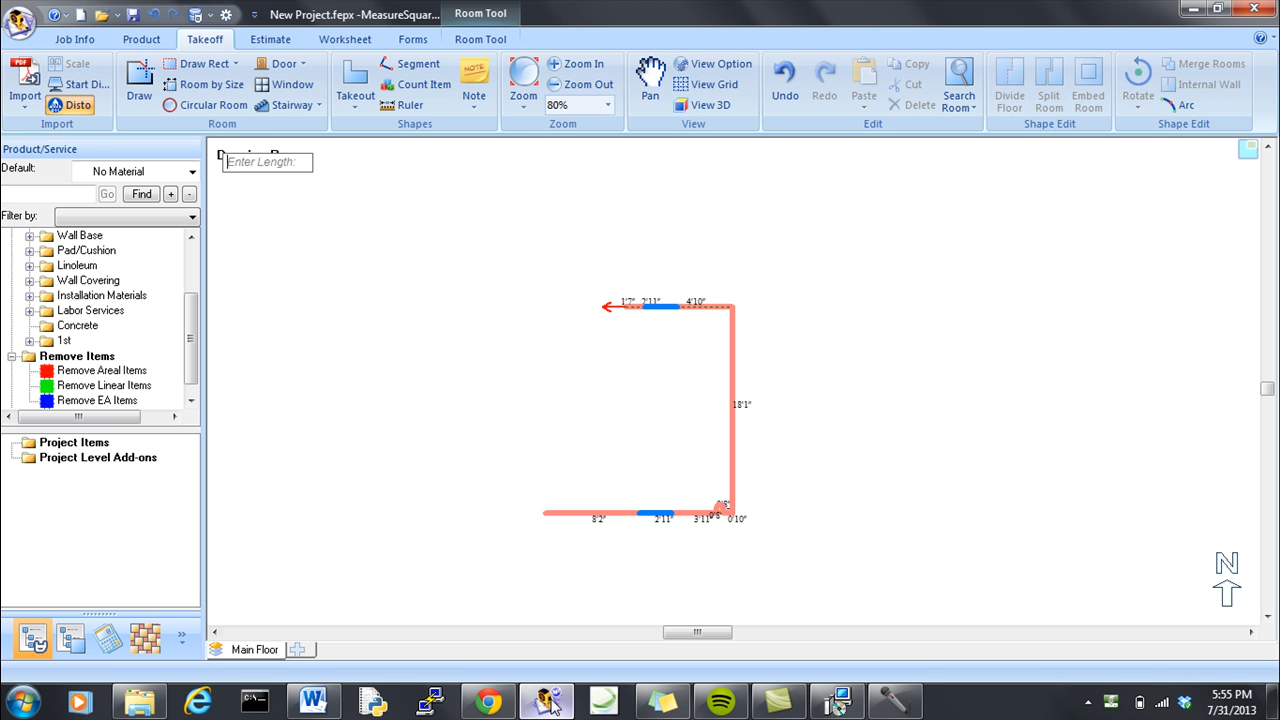 New Project.fepx -MeasureSquar...
Room Tool
Job Info
Product
Takeoff
Estimate
Worksheet
Forms
Room Tool
Import
Scale
Start Di...
Disto
Import
Draw
Draw Rect
Room by Size
Circular Room
Door
Window
Stairway
Room
Takeoff
Segment
Count Item
Ruler
Note
Shapes
Zoom
Zoom In
Zoom Out
80%
Zoom
Pan
View Option
View Grid
View 3D
View
Undo
Redo
Paste
Copy
Cut
Delete
Search Room
Edit
Divide Floor
Split Room
Embed Room
Shape Edit
Rotate
Merge Rooms
Internal Wall
Arc
Shape Edit
Product/Service
Default:
No Material
Go
Find
+
-
Filter by:
Wall Base
Pad/Cushion
Linoleum
Wall Covering
Installation Materials
Labor Services
Concrete
1st
Remove Items
Remove Areal Items
Remove Linear Items
Remove EA Items
Project Items
Project Level Add-ons
Enter Length:
1'7" 2'11" 4'10"
18'1"
8'2" 2'11" 3'11" 0'10"
N
Main Floor
5:55 PM
7/31/2013